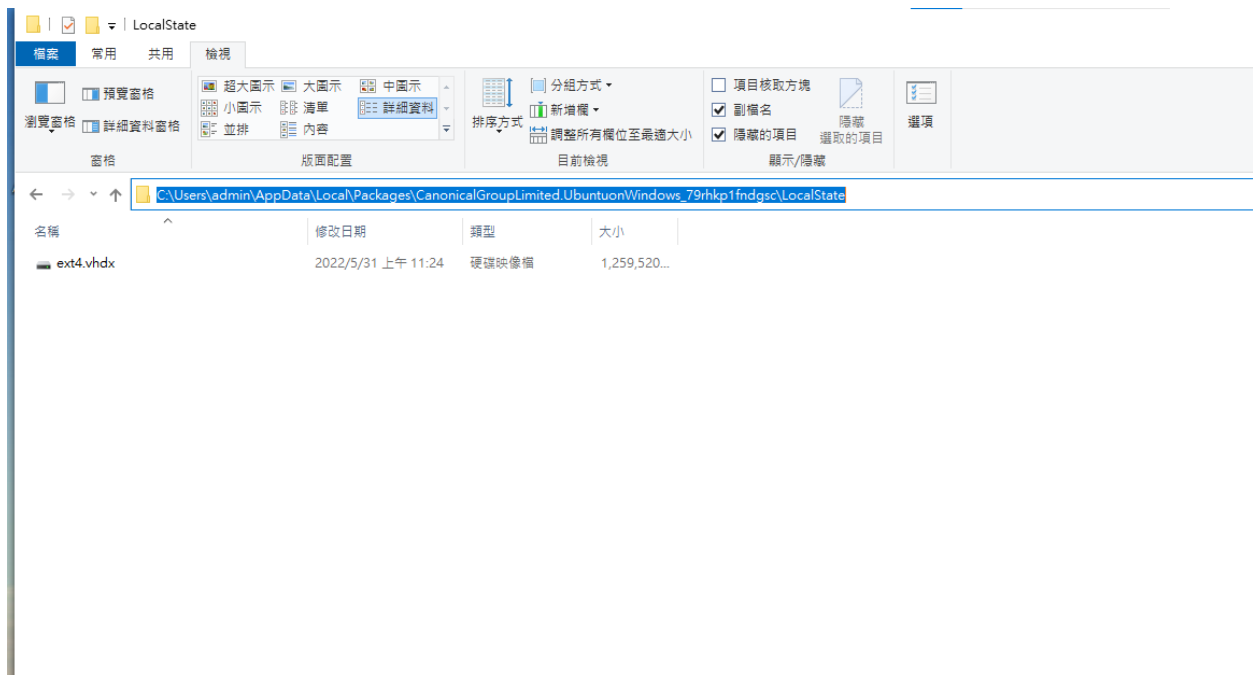 LocalState
檔案 常用 共用 檢視
瀏覽窗格 預覽窗格 詳細資料窗格
窗格
超大圖示 大圖示 中圖示
小圖示 清單 詳細資料
並排 內容
版面配置
排序方式 分組方式
新增欄
調整所有欄位至最適大小
目前檢視
項目核取方塊
副檔名
隱藏的項目
隱藏
選取的項目
顯示/隱藏
選項
C:\Users\admin\AppData\Local\Packages\CanonicalGroupLimited.UbuntuonWindows_79rhkp1fndgsc\LocalState
名稱 修改日期 類型 大小
ext4.vhdx 2022/5/31 上午 11:24 硬碟映像檔 1,259,520...